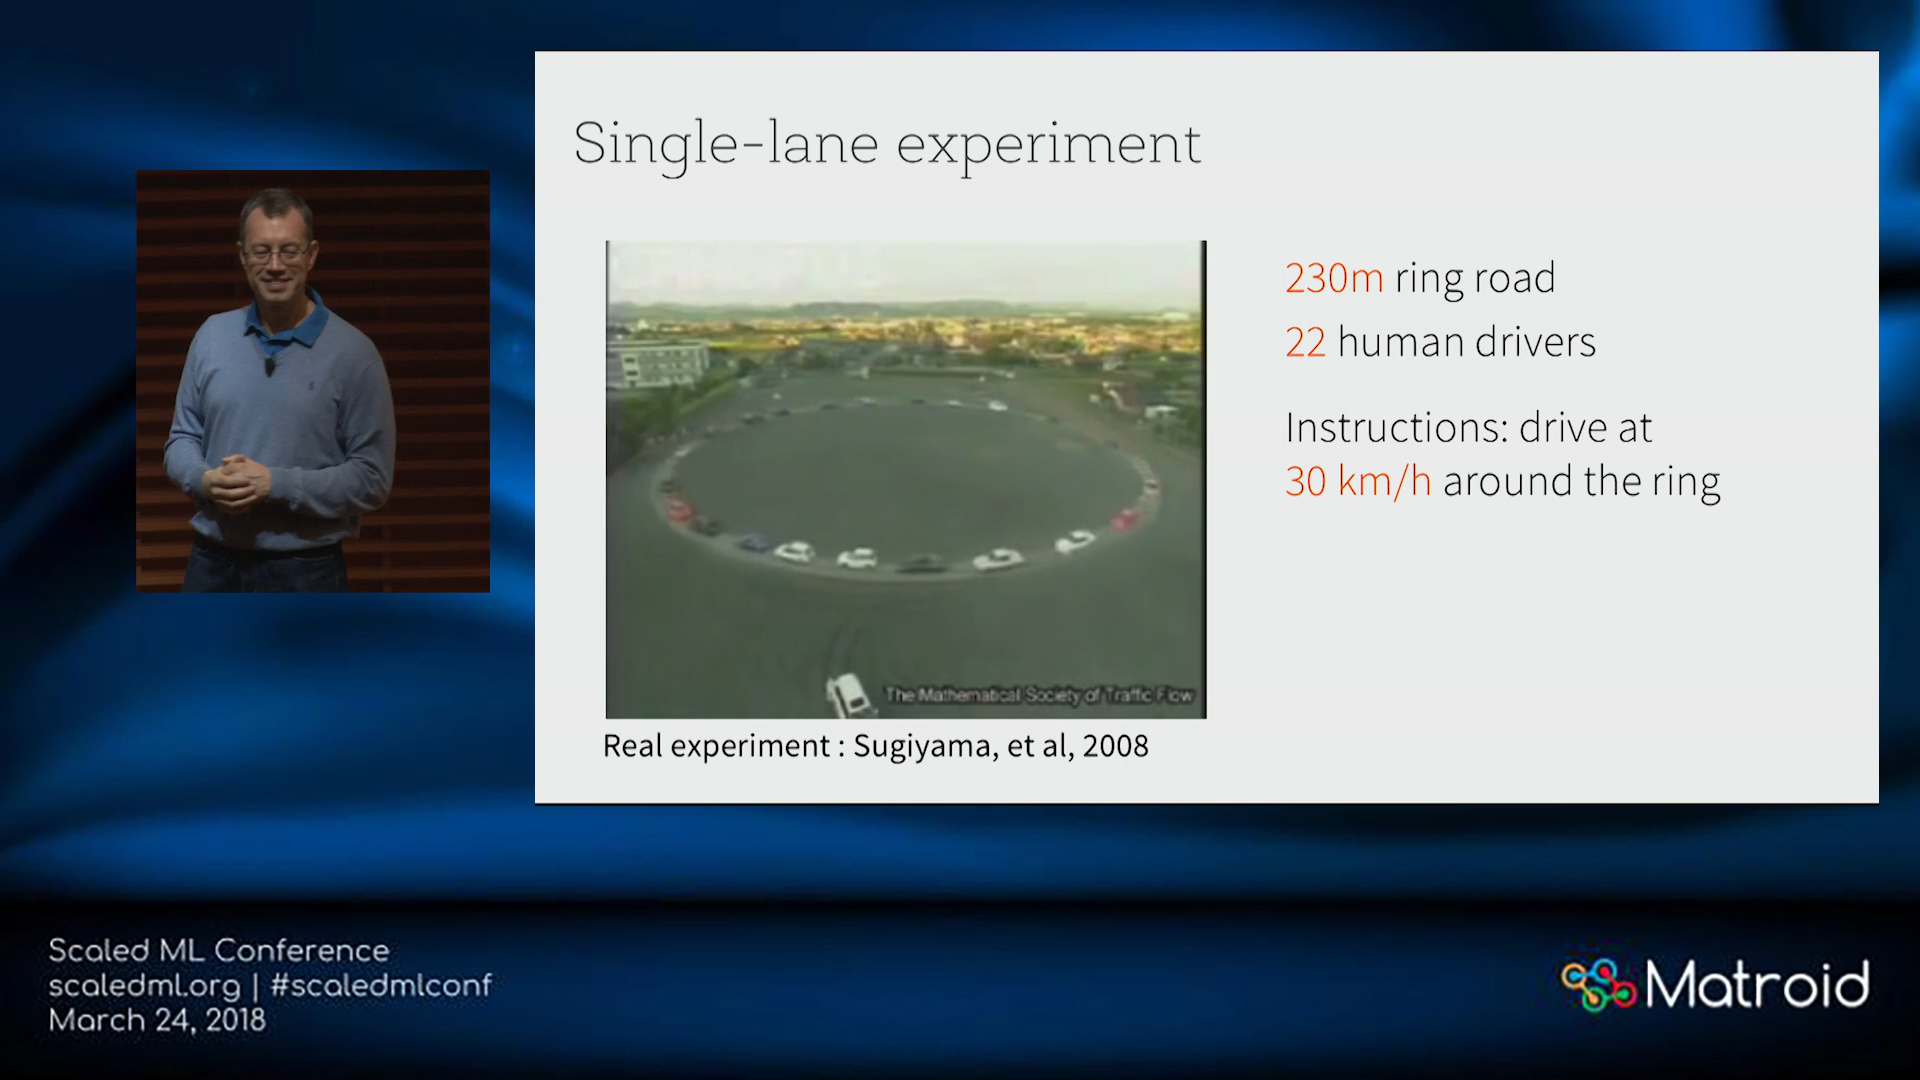 Single-lane experiment
230m ring road
22 human drivers
Instructions: drive at
30 km/h around the ring
The Mathematical Society of Traffic Flow
Real experiment : Sugiyama, et al, 2008
Scaled ML Conference
scaledml.org | #scaledmlconf
March 24, 2018
Matroid